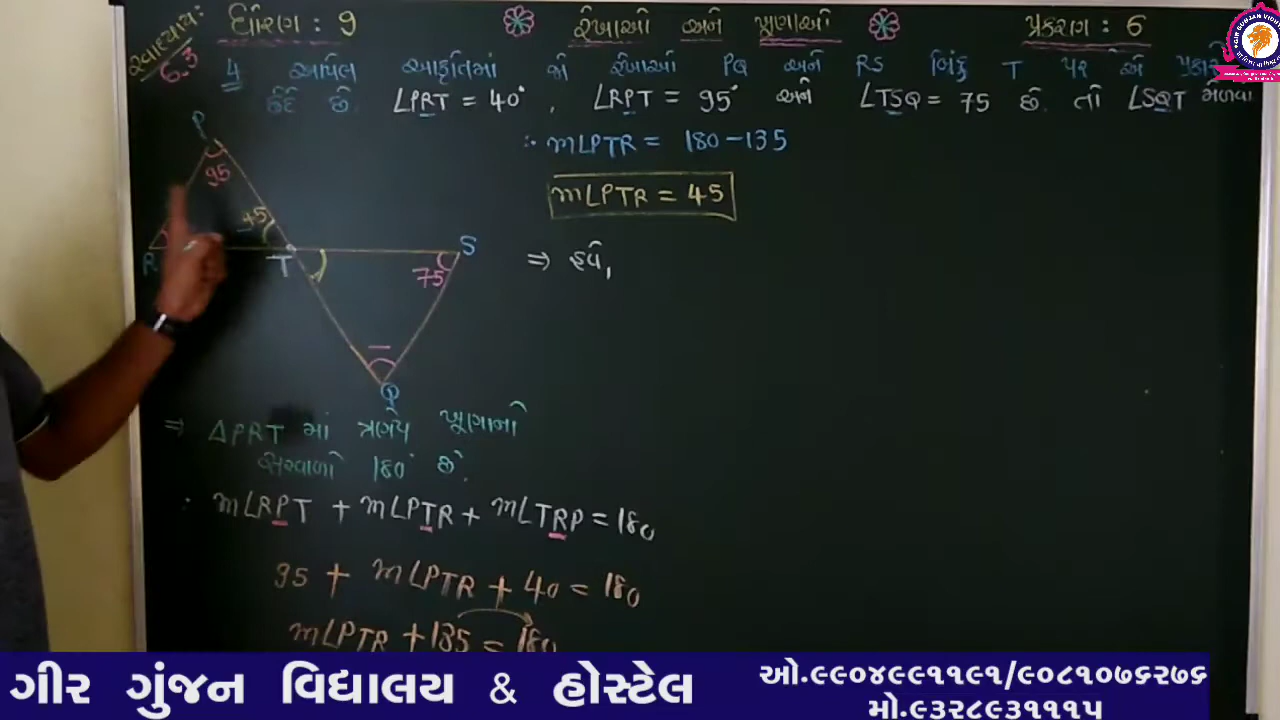 સ્વાધ્યાય:
6.3
ધોરણ : 9
રેખાઓ અને ખૂણાઓ
પ્રકરણ : 6
4 આપેલ આકૃતિમાં જો રેખાઓ PQ અને RS બિંદુ T પર એ પ્રકારે
છેદે છે. ∠PRT = 40°, ∠RPT = 95° અને ∠TSQ = 75 છે. તો ∠SQT મેળવો
∴ m∠PTR = 180 - 135
m∠PTR = 45
⇒ હવે,
P
95
45
R
T
S
75
Q
⇒ △PRT માં ત્રણેય ખૂણાનો
સરવાળો 180° છે.
∴ m∠RPT + m∠PTR + m∠TRP = 180
95 + m∠PTR + 40 = 180
m∠PTR + 135 = 180
ગીર ગુંજન વિદ્યાલય & હોસ્ટેલ
ઓ.૯૯૦૪૯૯૧૧૯૧/૯૦૮૧૦૭૬૨૭૬
મો.૯૩૨૮૯૩૧૧૧૫